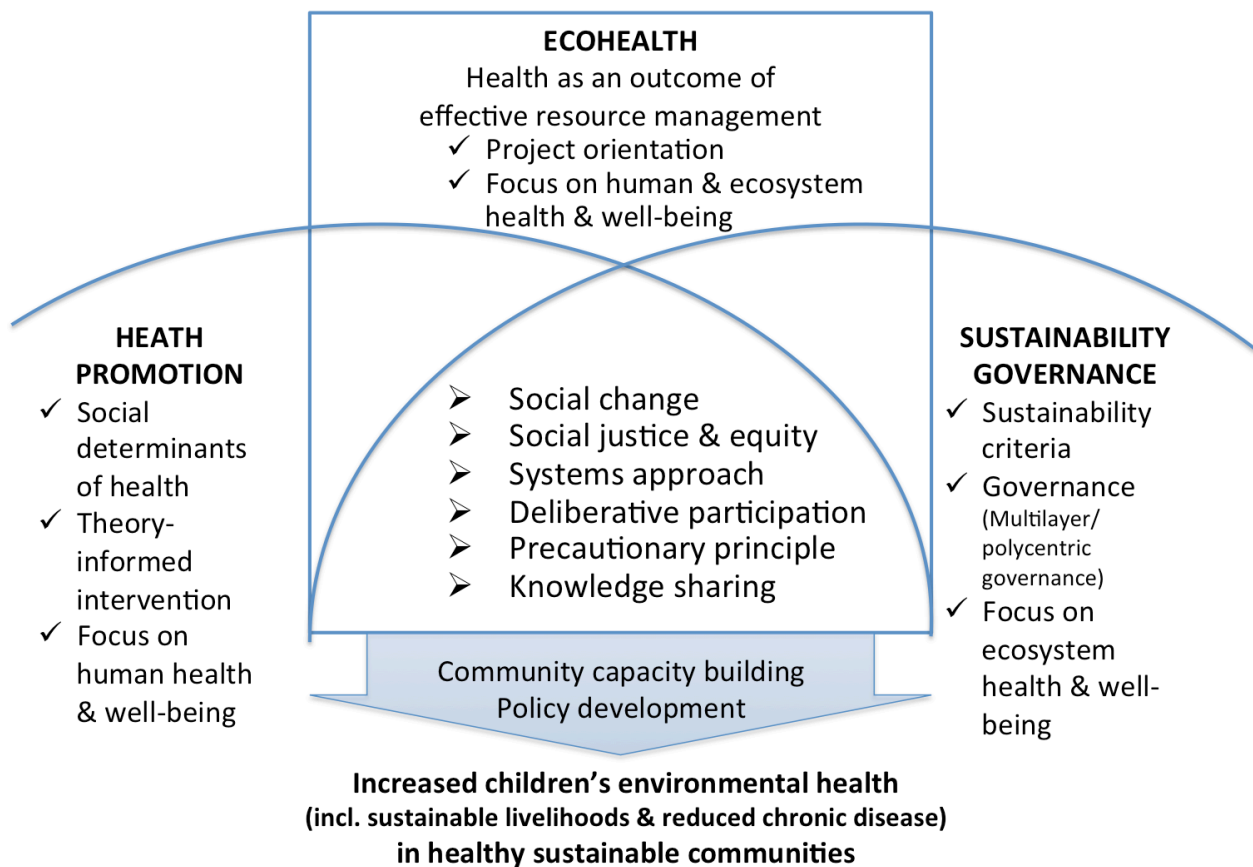 ECOHEALTH
Health as an outcome of
effective resource management
✓ Project orientation
✓ Focus on human & ecosystem
health & well-being
HEATH
PROMOTION
✓ Social
determinants
of health
✓ Theory-
informed
intervention
✓ Focus on
human health
& well-being
➢ Social change
➢ Social justice & equity
➢ Systems approach
➢ Deliberative participation
➢ Precautionary principle
➢ Knowledge sharing
SUSTAINABILITY
GOVERNANCE
✓ Sustainability
criteria
✓ Governance
(Multilayer/
polycentric
governance)
✓ Focus on
ecosystem
health & well-
being
Community capacity building
Policy development
Increased children’s environmental health
(incl. sustainable livelihoods & reduced chronic disease)
in healthy sustainable communities